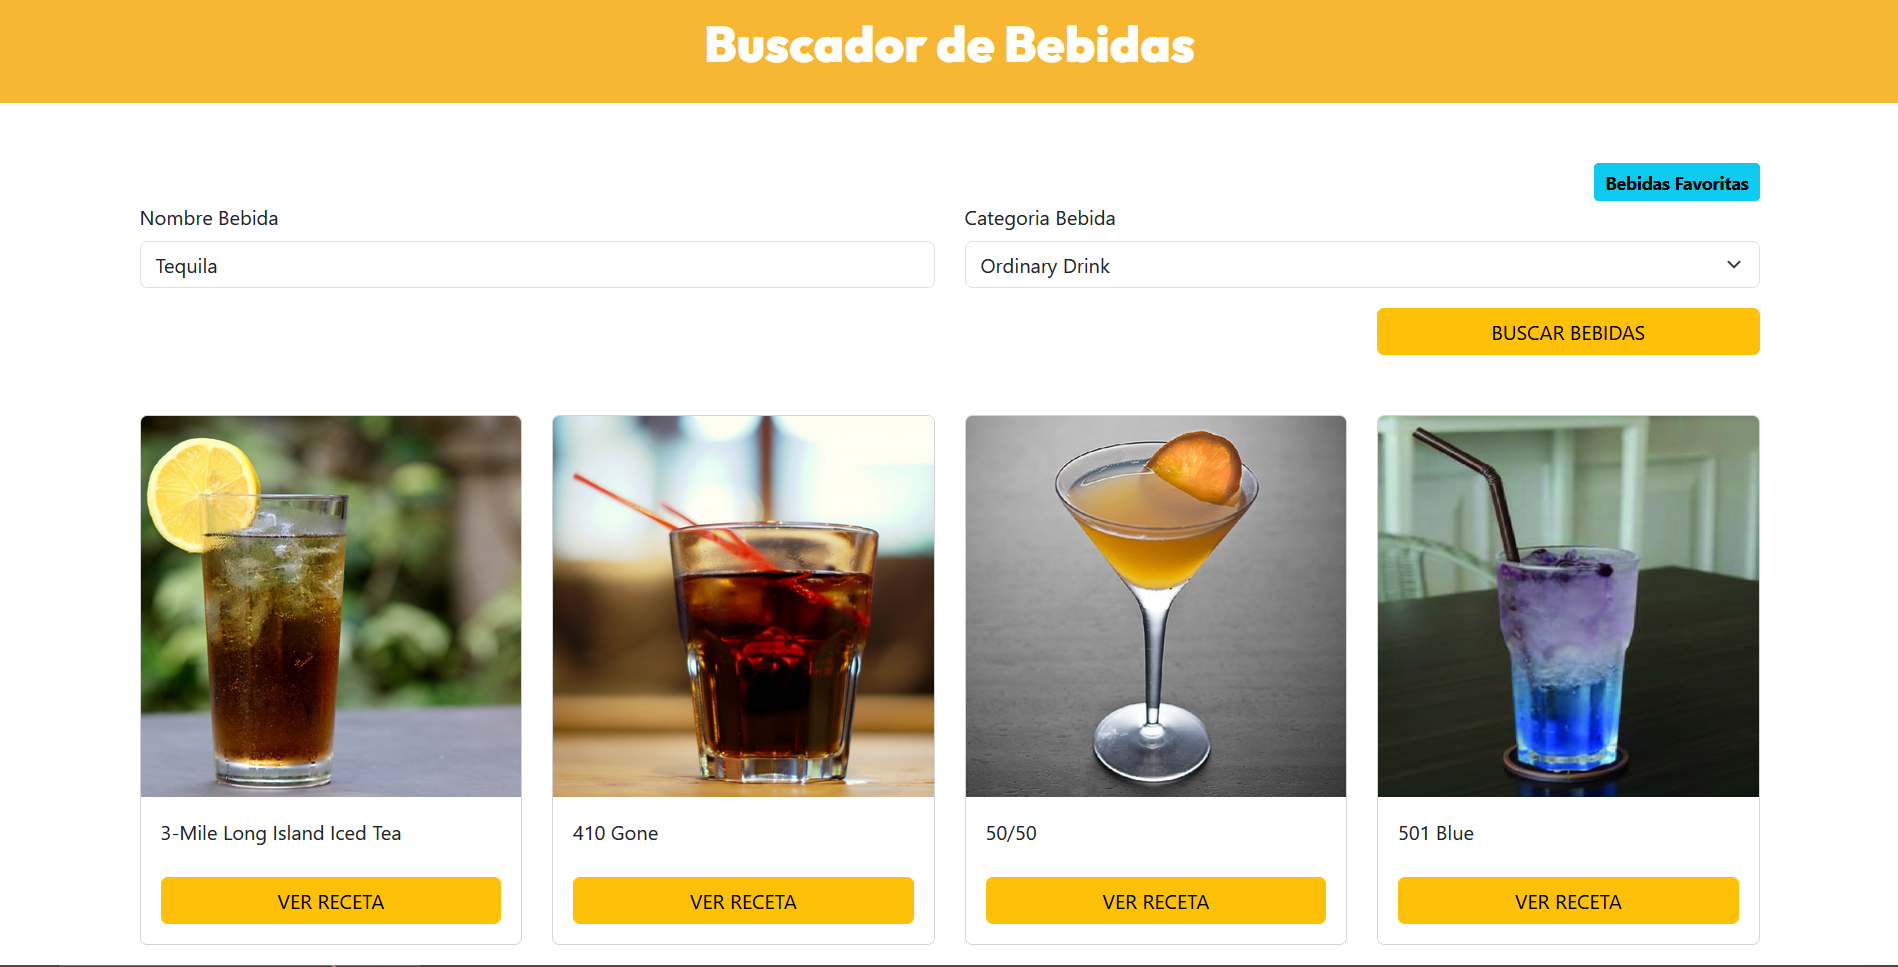 Buscador de Bebidas
Bebidas Favoritas
Nombre Bebida
Categoria Bebida
Tequila
Ordinary Drink
BUSCAR BEBIDAS
3-Mile Long Island Iced Tea
410 Gone
50/50
501 Blue
VER RECETA
VER RECETA
VER RECETA
VER RECETA